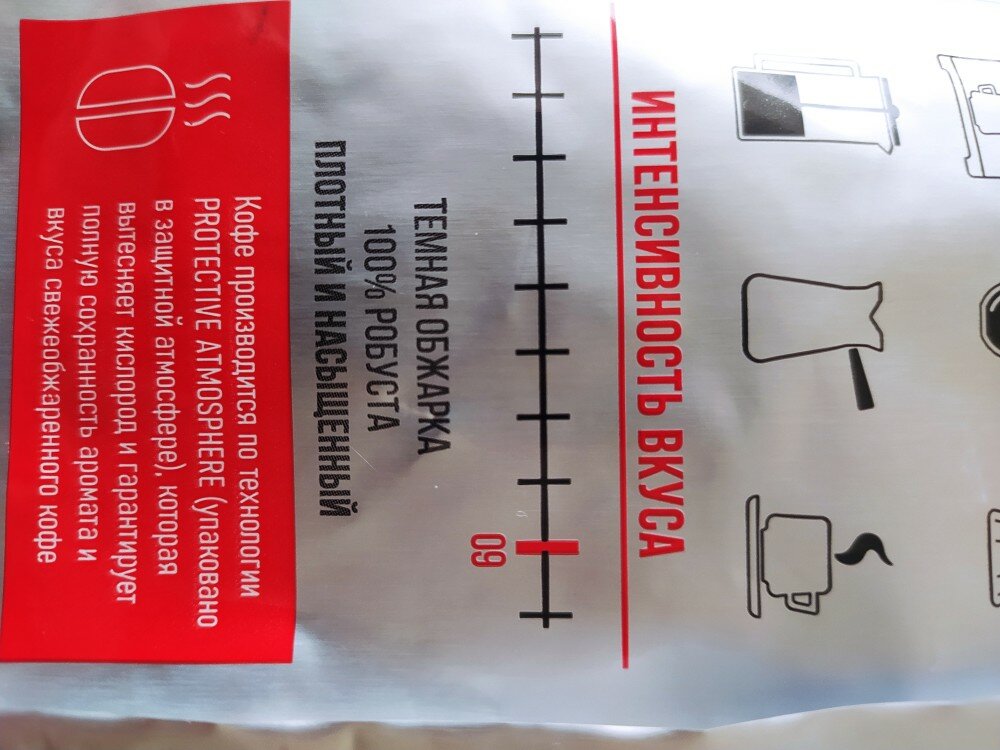 ИНТЕНСИВНОСТЬ ВКУСА
09
ТЕМНАЯ ОБЖАРКА
100% РОБУСТА
ПЛОТНЫЙ И НАСЫЩЕННЫЙ
Кофе производится по технологии
PROTECTIVE ATMOSPHERE (упаковано
в защитной атмосфере), которая
вытесняет кислород и гарантирует
полную сохранность аромата и
вкуса свежеобжаренного кофе